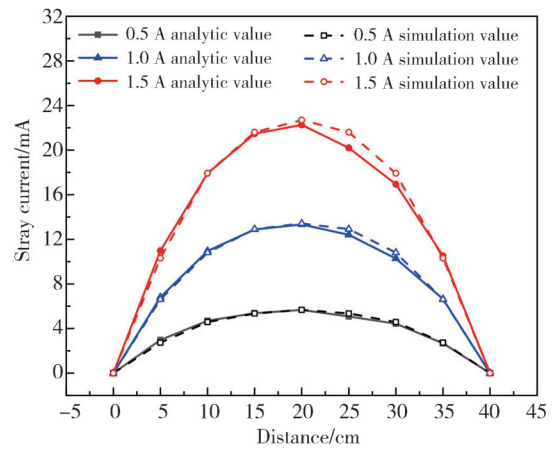 32
28
24
20
16
12
8
4
0
Stray current/mA
0.5 A analytic value
1.0 A analytic value
1.5 A analytic value
0.5 A simulation value
1.0 A simulation value
1.5 A simulation value
−5 0 5 10 15 20 25 30 35 40 45
Distance/cm